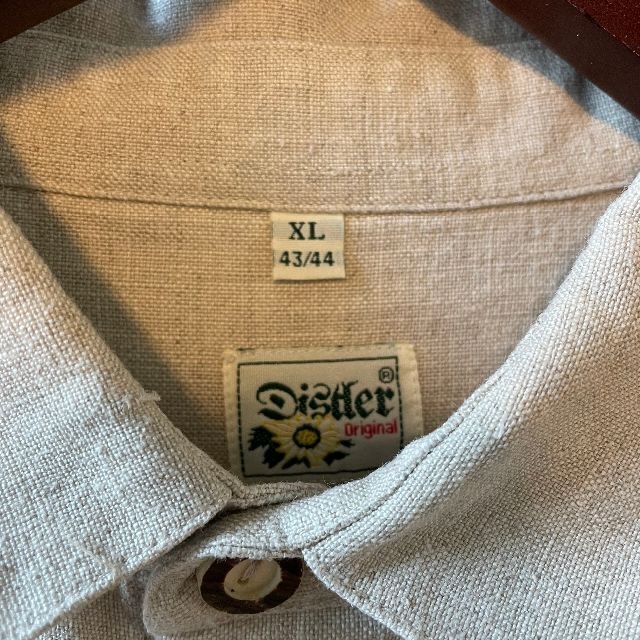 XL
43/44
Distler ®
Original